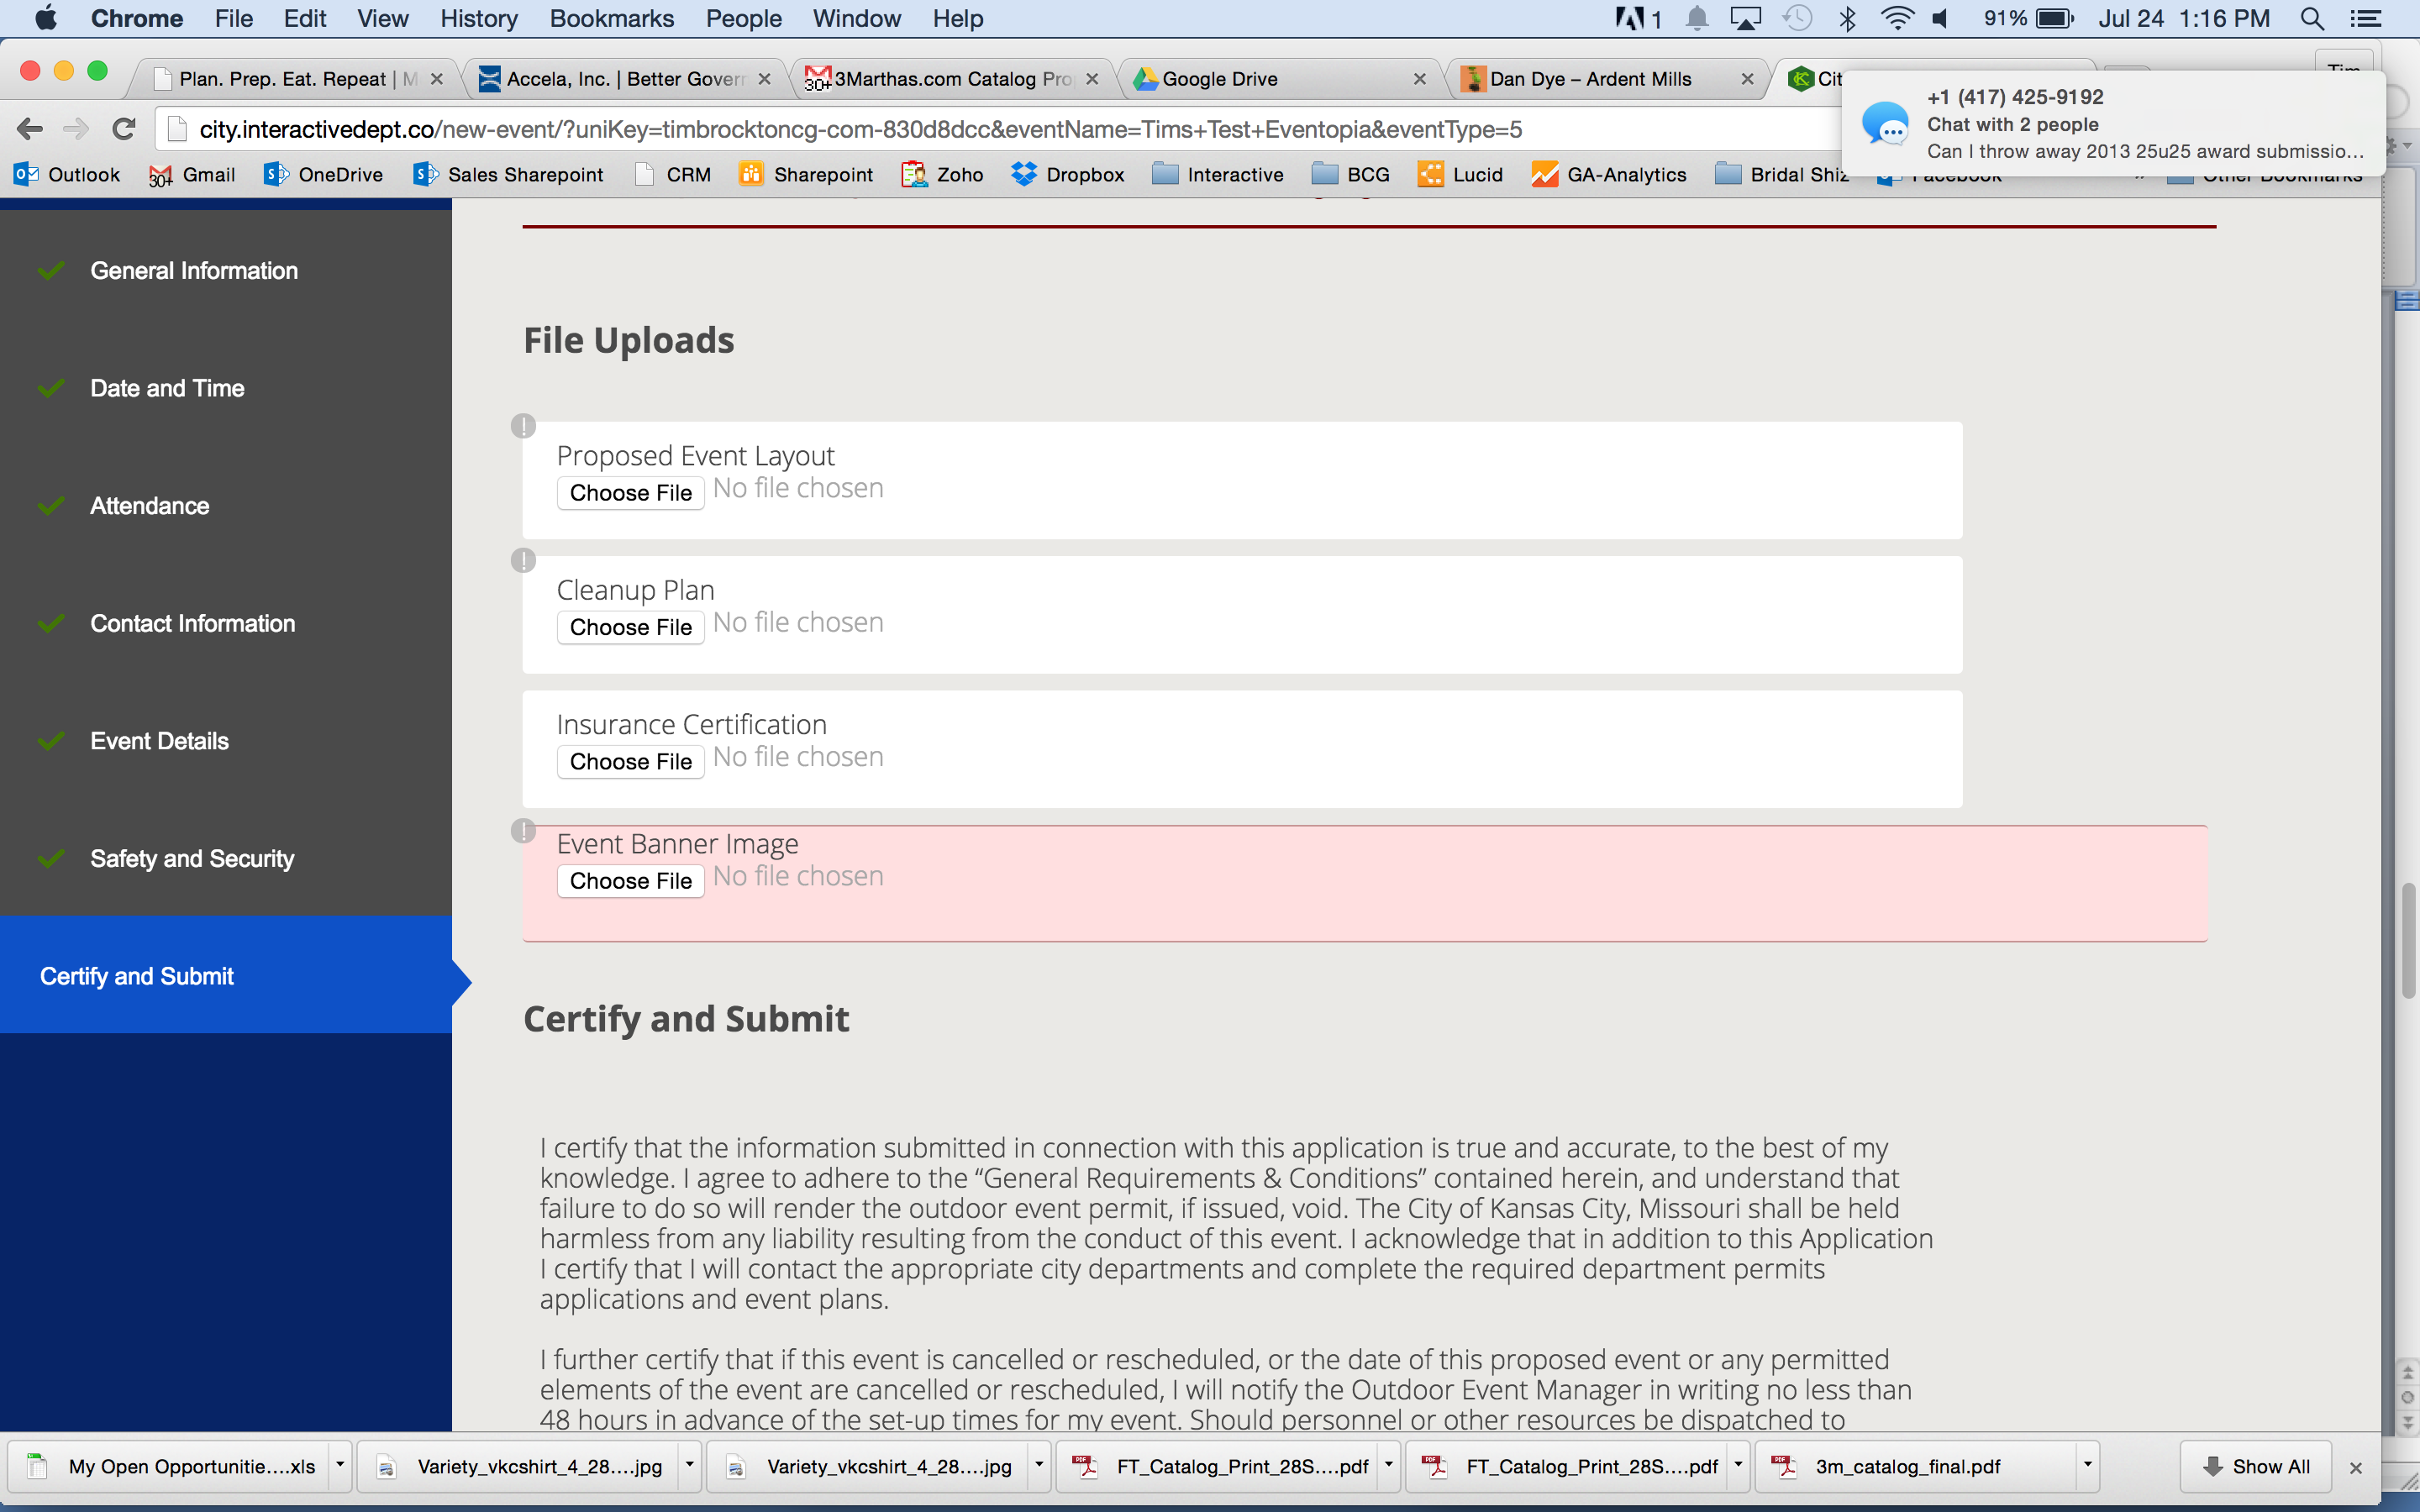 Chrome File Edit View History Bookmarks People Window Help 1 91% Jul 24 1:16 PM
Plan. Prep. Eat. Repeat | M Accela, Inc. | Better Govern 30+ 3Marthas.com Catalog Pro Google Drive Dan Dye – Ardent Mills Cit
+1 (417) 425-9192
Chat with 2 people
Can I throw away 2013 25u25 award submissio...
city.interactivedept.co/new-event/?uniKey=timbrocktoncg-com-830d8dcc&eventName=Tims+Test+Eventopia&eventType=5
Outlook 30+ Gmail OneDrive Sales Sharepoint CRM Sharepoint Zoho Dropbox Interactive BCG Lucid GA-Analytics Bridal Shiz Facebook Other Bookmarks
General Information
Date and Time
Attendance
Contact Information
Event Details
Safety and Security
Certify and Submit
File Uploads
Proposed Event Layout
Choose File No file chosen
Cleanup Plan
Choose File No file chosen
Insurance Certification
Choose File No file chosen
Event Banner Image
Choose File No file chosen
Certify and Submit
I certify that the information submitted in connection with this application is true and accurate, to the best of my
knowledge. I agree to adhere to the “General Requirements & Conditions” contained herein, and understand that
failure to do so will render the outdoor event permit, if issued, void. The City of Kansas City, Missouri shall be held
harmless from any liability resulting from the conduct of this event. I acknowledge that in addition to this Application
I certify that I will contact the appropriate city departments and complete the required department permits
applications and event plans.
I further certify that if this event is cancelled or rescheduled, or the date of this proposed event or any permitted
elements of the event are cancelled or rescheduled, I will notify the Outdoor Event Manager in writing no less than
48 hours in advance of the set-up times for my event. Should personnel or other resources be dispatched to
My Open Opportunitie....xls Variety_vkcshirt_4_28....jpg Variety_vkcshirt_4_28....jpg FT_Catalog_Print_28S....pdf FT_Catalog_Print_28S....pdf 3m_catalog_final.pdf Show All